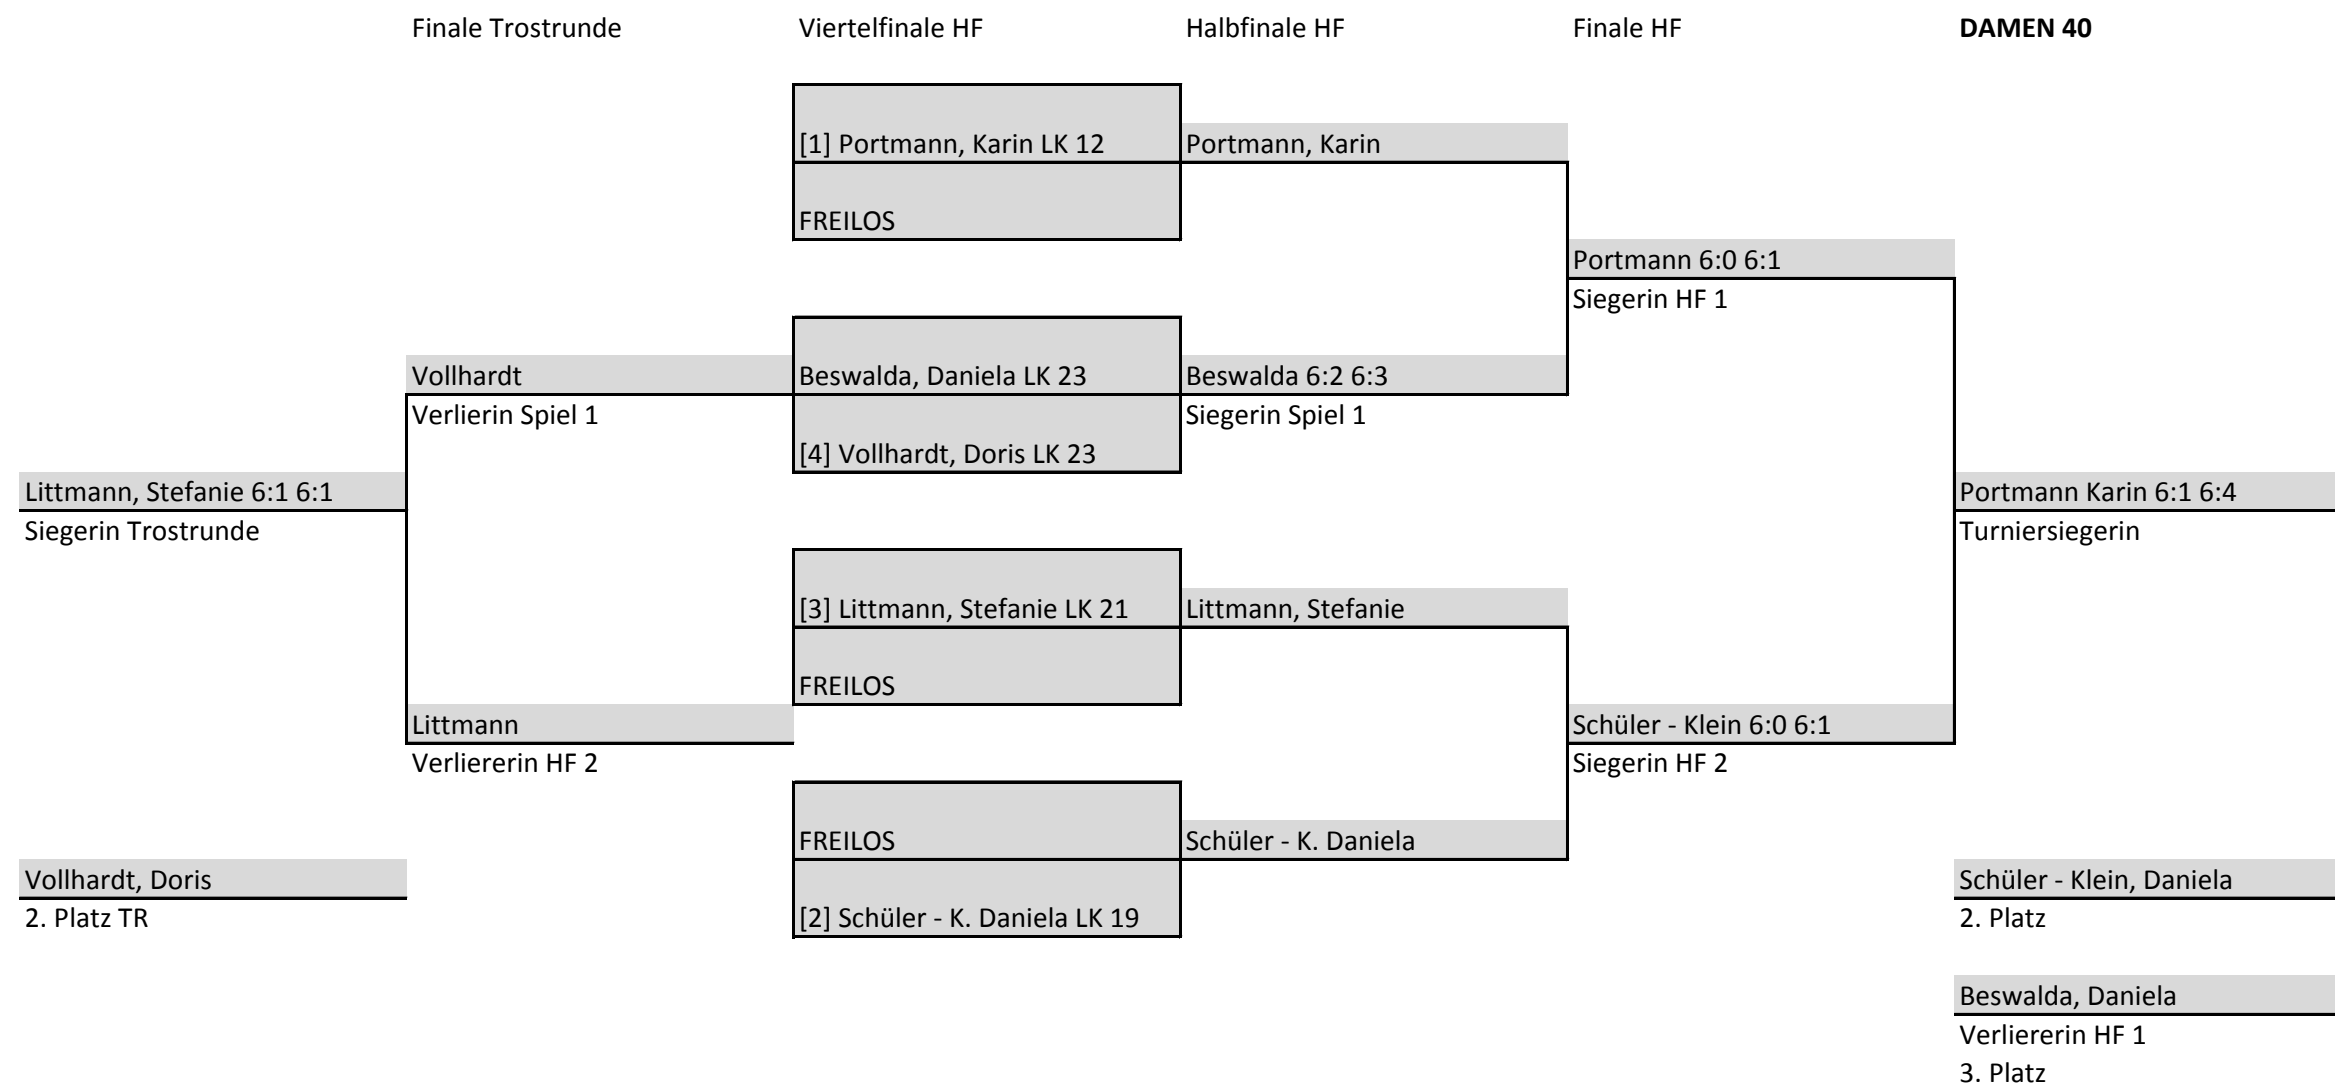 Finale Trostrunde Viertelfinale HF Halbfinale HF Finale HF DAMEN 40
[1] Portmann, Karin LK 12 Portmann, Karin
FREILOS
Portmann 6:0 6:1
Siegerin HF 1
Vollhardt Beswalda, Daniela LK 23 Beswalda 6:2 6:3
Verlierin Spiel 1 Siegerin Spiel 1
[4] Vollhardt, Doris LK 23
Littmann, Stefanie 6:1 6:1 Portmann Karin 6:1 6:4
Siegerin Trostrunde Turniersiegerin
[3] Littmann, Stefanie LK 21 Littmann, Stefanie
FREILOS
Littmann Schüler - Klein 6:0 6:1
Verliererin HF 2 Siegerin HF 2
FREILOS Schüler - K. Daniela
Vollhardt, Doris Schüler - Klein, Daniela
2. Platz TR [2] Schüler - K. Daniela LK 19 2. Platz
Beswalda, Daniela
Verliererin HF 1
3. Platz